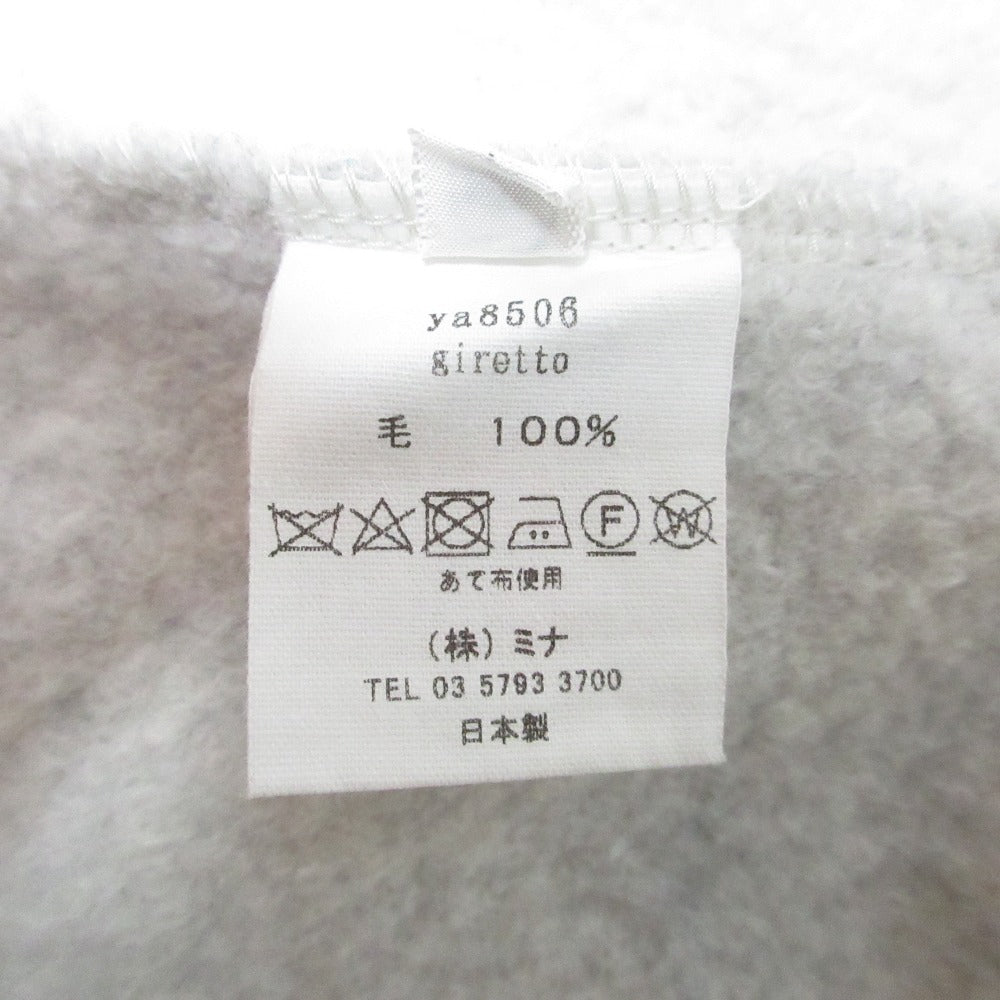 ya8506
giretto
毛 100%
F W
あて布使用
(株)ミナ
TEL 03 5793 3700
日本製